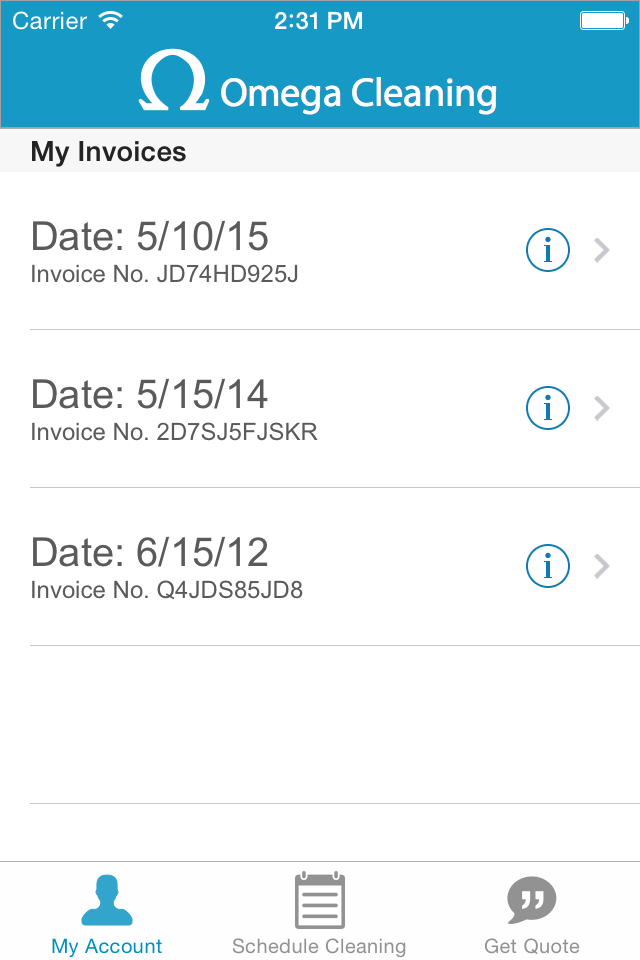 Carrier 2:31 PM
Ω Omega Cleaning
My Invoices
Date: 5/10/15
Invoice No. JD74HD925J
Date: 5/15/14
Invoice No. 2D7SJ5FJSKR
Date: 6/15/12
Invoice No. Q4JDS85JD8
My Account Schedule Cleaning Get Quote